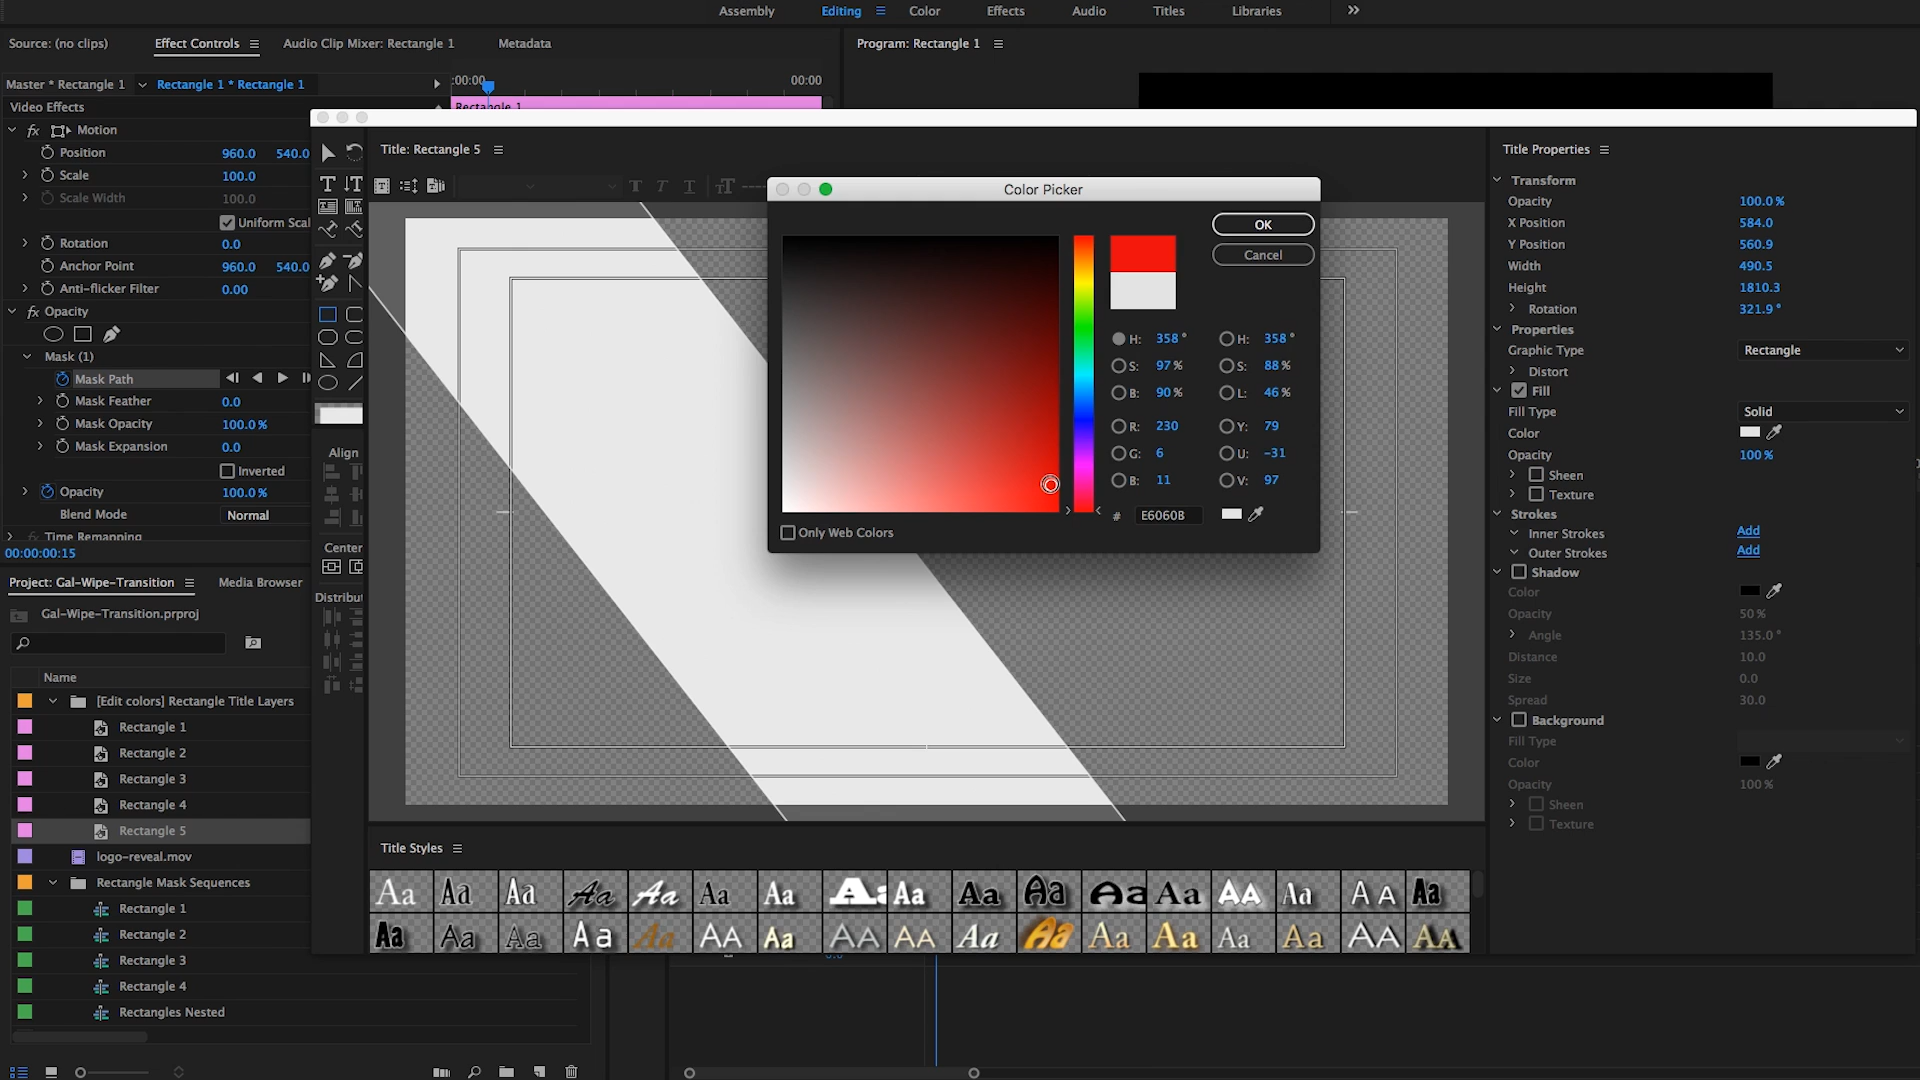 Assembly Editing Color Effects Audio Titles Libraries
Source: (no clips) Effect Controls Audio Clip Mixer: Rectangle 1 Metadata Program: Rectangle 1
Master * Rectangle 1 Rectangle 1 * Rectangle 1 :00:00 00:00
Video Effects Rectangle 1
fx Motion
Position 960.0 540.0
Scale 100.0
Scale Width 100.0
Uniform Scal
Rotation 0.0
Anchor Point 960.0 540.0
Anti-flicker Filter 0.00
fx Opacity
Mask (1)
Mask Path
Mask Feather 0.0
Mask Opacity 100.0 %
Mask Expansion 0.0
Inverted
Opacity 100.0 %
Blend Mode Normal
fx Time Remapping
00:00:00:15
Project: Gal-Wipe-Transition Media Browser
Gal-Wipe-Transition.prproj
Name
[Edit colors] Rectangle Title Layers
Rectangle 1
Rectangle 2
Rectangle 3
Rectangle 4
Rectangle 5
logo-reveal.mov
Rectangle Mask Sequences
Rectangle 1
Rectangle 2
Rectangle 3
Rectangle 4
Rectangles Nested
Title: Rectangle 5
Align
Center
Distribut
Color Picker
OK
Cancel
H: 358 ° H: 358 °
S: 97 % S: 88 %
B: 90 % L: 46 %
R: 230 Y: 79
G: 6 U: -31
B: 11 V: 97
# E6060B
Only Web Colors
Title Styles
Aa Aa Aa Aa Aa Aa Aa Aa Aa Aa Aa Aa Aa AA Aa AA Aa
Aa Aa Aa Aa Aa AA Aa AA AA Aa Aa Aa Aa Aa Aa AA AA
Title Properties
Transform
Opacity 100.0 %
X Position 584.0
Y Position 560.9
Width 490.5
Height 1810.3
Rotation 321.9 °
Properties
Graphic Type Rectangle
Distort
Fill
Fill Type Solid
Color
Opacity 100 %
Sheen
Texture
Strokes
Inner Strokes Add
Outer Strokes Add
Shadow
Color
Opacity 50 %
Angle 135.0 °
Distance 10.0
Size 0.0
Spread 30.0
Background
Fill Type
Color
Opacity 100 %
Sheen
Texture